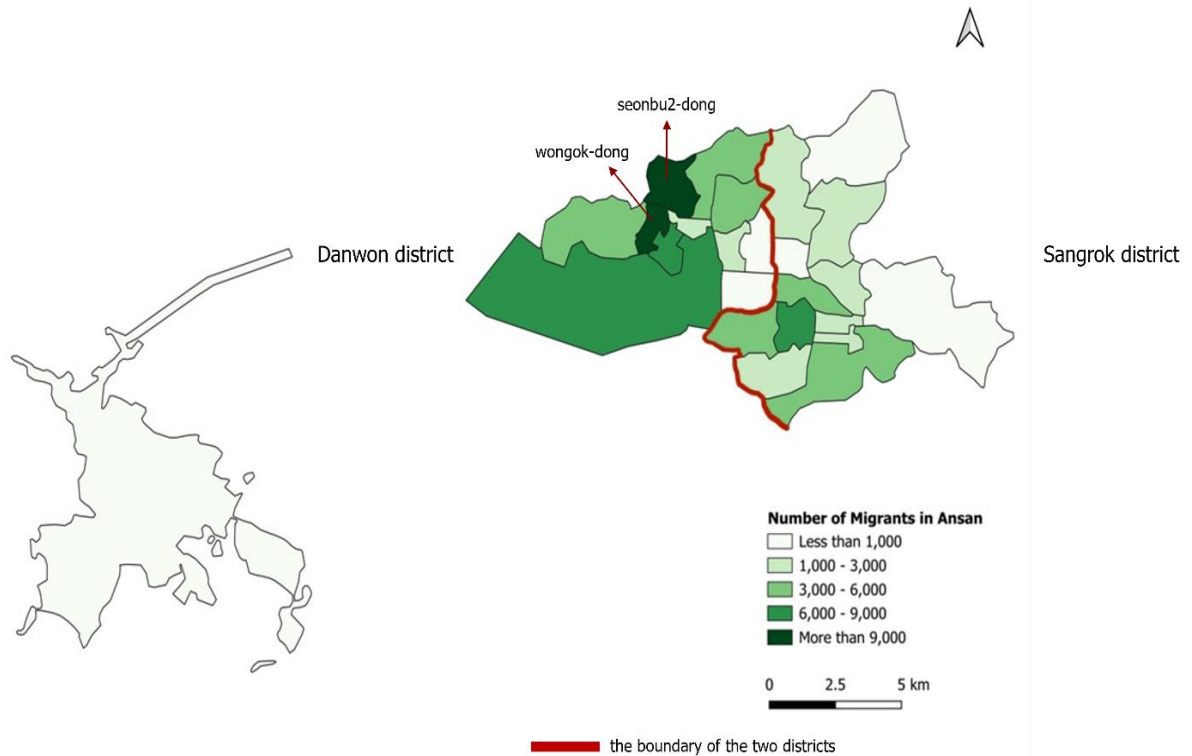 seonbu2-dong
wongok-dong
Danwon district
Sangrok district
Number of Migrants in Ansan
Less than 1,000
1,000 - 3,000
3,000 - 6,000
6,000 - 9,000
More than 9,000
0 2.5 5 km
the boundary of the two districts